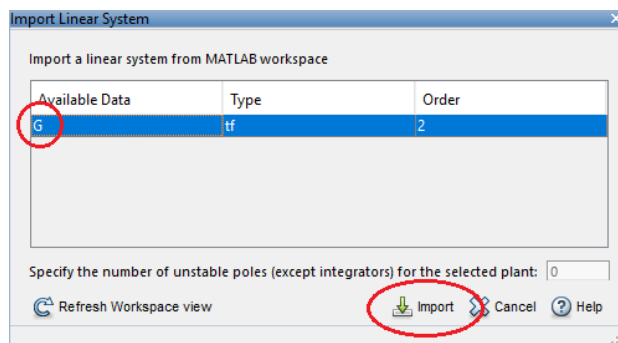 Import Linear System
Import a linear system from MATLAB workspace
Available Data Type Order
G tf 2
Specify the number of unstable poles (except integrators) for the selected plant: 0
Refresh Workspace view Import Cancel Help